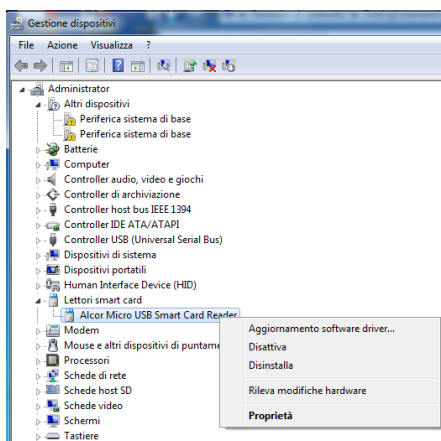 Gestione dispositivi
File Azione Visualizza ?
Administrator
Altri dispositivi
Periferica sistema di base
Periferica sistema di base
Batterie
Computer
Controller audio, video e giochi
Controller di archiviazione
Controller host bus IEEE 1394
Controller IDE ATA/ATAPI
Controller USB (Universal Serial Bus)
Dispositivi di sistema
Dispositivi portatili
Human Interface Device (HID)
Lettori smart card
Alcor Micro USB Smart Card Reader
Modem
Mouse e altri dispositivi di puntame
Processori
Schede di rete
Schede host SD
Schede video
Schermi
Tastiere
Aggiornamento software driver...
Disattiva
Disinstalla
Rileva modifiche hardware
Proprietà